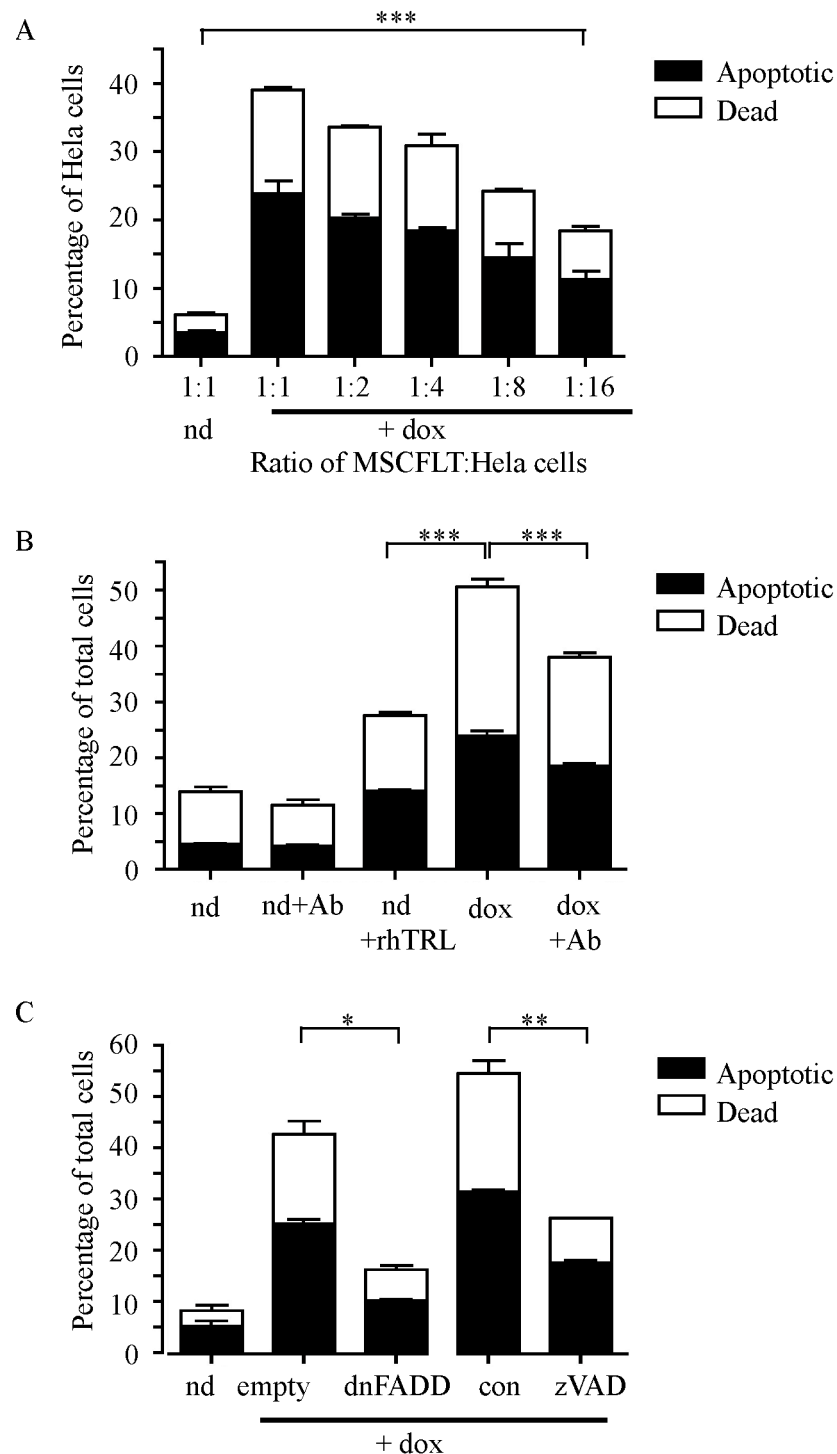 A
***
40
30
20
10
0
Percentage of Hela cells
Apoptotic
Dead
1:1 1:1 1:2 1:4 1:8 1:16
nd + dox
Ratio of MSCFLT:Hela cells
B
*** ***
50
40
30
20
10
0
Percentage of total cells
Apoptotic
Dead
nd nd+Ab nd dox dox
+rhTRL +Ab
C
* **
60
50
40
30
20
10
0
Percentage of total cells
Apoptotic
Dead
nd empty dnFADD con zVAD
+ dox